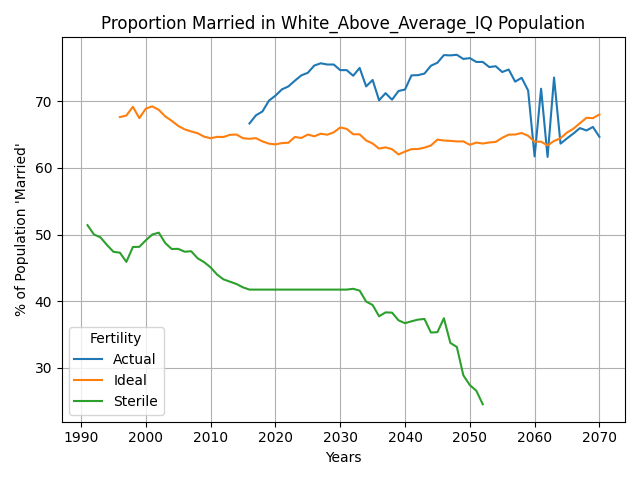 Proportion Married in White_Above_Average_IQ Population
% of Population 'Married'
70
60
50
40
30
Fertility
Actual
Ideal
Sterile
1990 2000 2010 2020 2030 2040 2050 2060 2070
Years